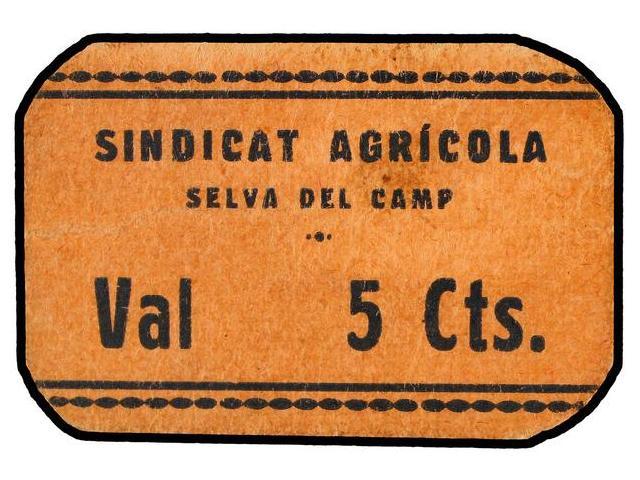 SINDICAT AGRÍCOLA
SELVA DEL CAMP
Val 5 Cts.